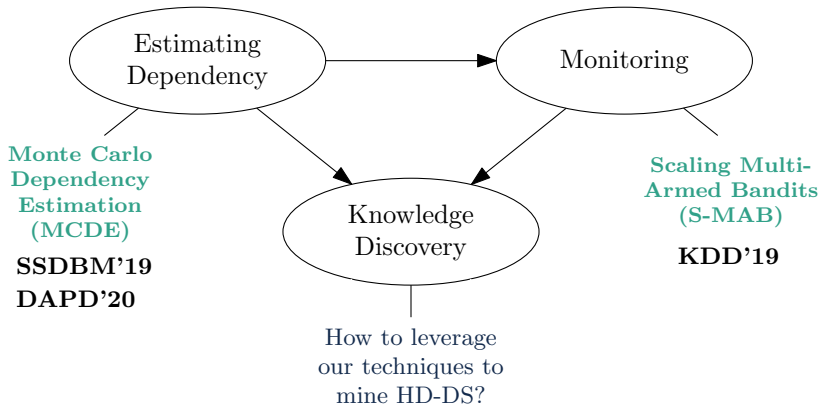 Estimating
Dependency
Monitoring
Monte Carlo
Dependency
Estimation
(MCDE)
SSDBM'19
DAPD'20
Scaling Multi-
Armed Bandits
(S-MAB)
KDD'19
Knowledge
Discovery
How to leverage
our techniques to
mine HD-DS?